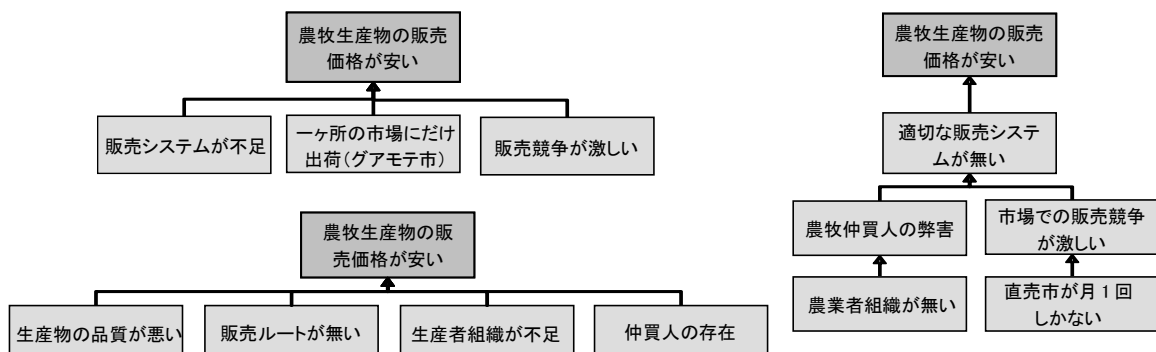 農牧生産物の販売
価格が安い
販売システムが不足
一ヶ所の市場にだけ
出荷(グアモテ市)
販売競争が激しい
農牧生産物の販
売価格が安い
生産物の品質が悪い
販売ルートが無い
生産者組織が不足
仲買人の存在
農牧生産物の販売
価格が安い
適切な販売システ
ムが無い
農牧仲買人の弊害
市場での販売競争
が激しい
農業者組織が無い
直売市が月1回
しかない